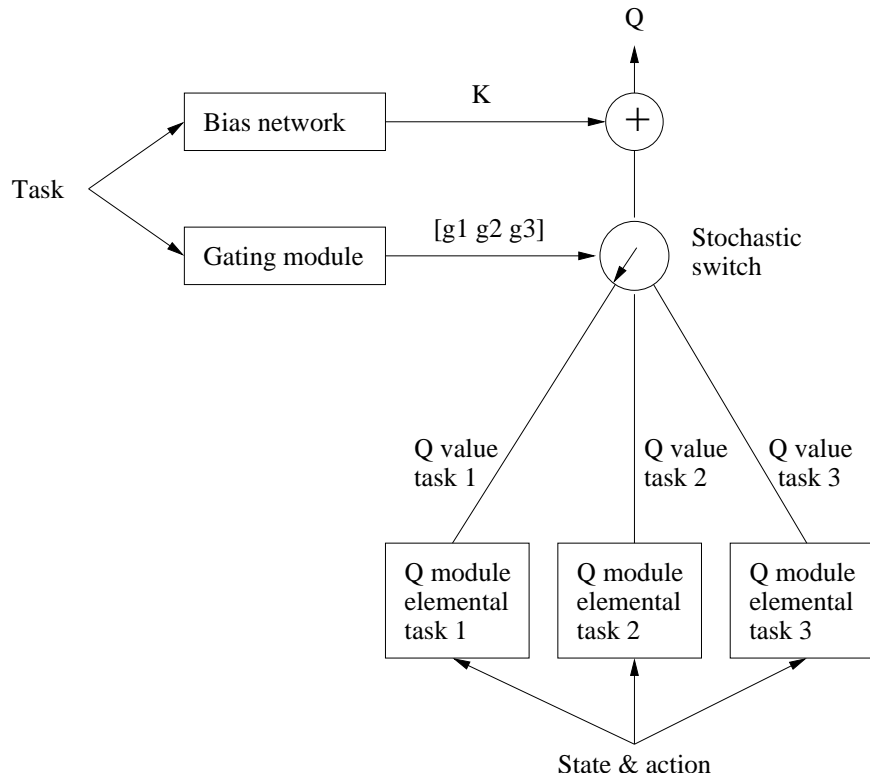 Q
K
Bias network
+
Task
[g1 g2 g3]
Gating module
Stochastic
switch
Q value
task 1
Q value
task 2
Q value
task 3
Q module
elemental
task 1
Q module
elemental
task 2
Q module
elemental
task 3
State & action